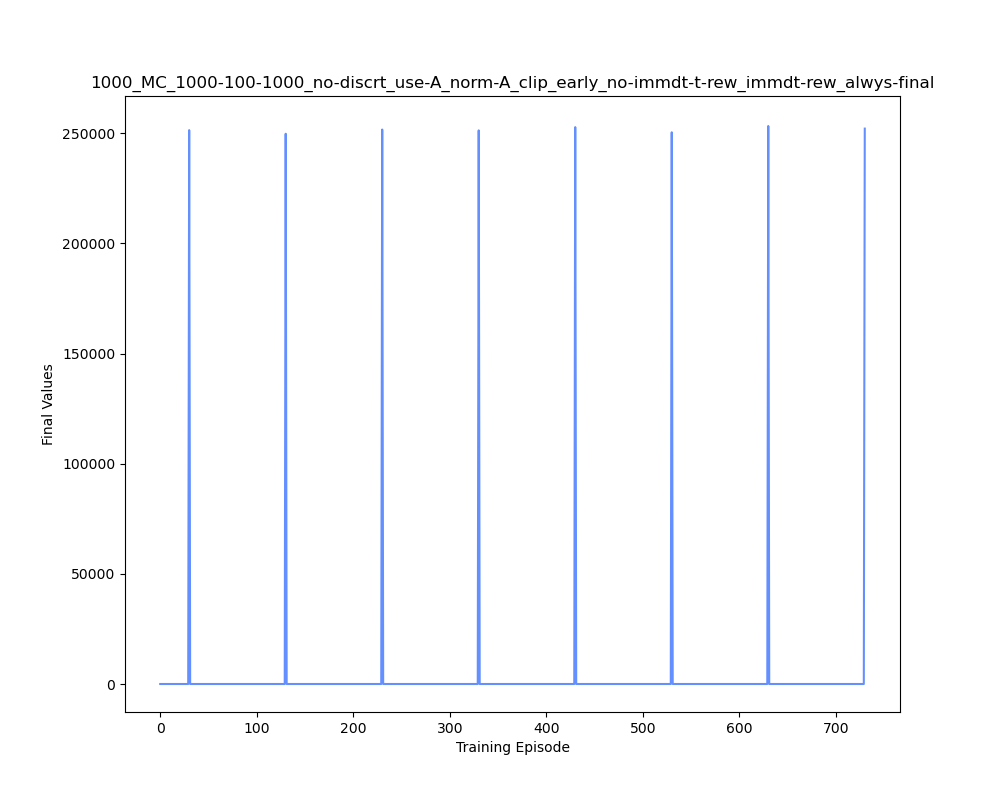 1000_MC_1000-100-1000_no-discrt_use-A_norm-A_clip_early_no-immdt-t-rew_immdt-rew_alwys-final
250000
200000
150000
100000
50000
0
Final Values
0 100 200 300 400 500 600 700
Training Episode